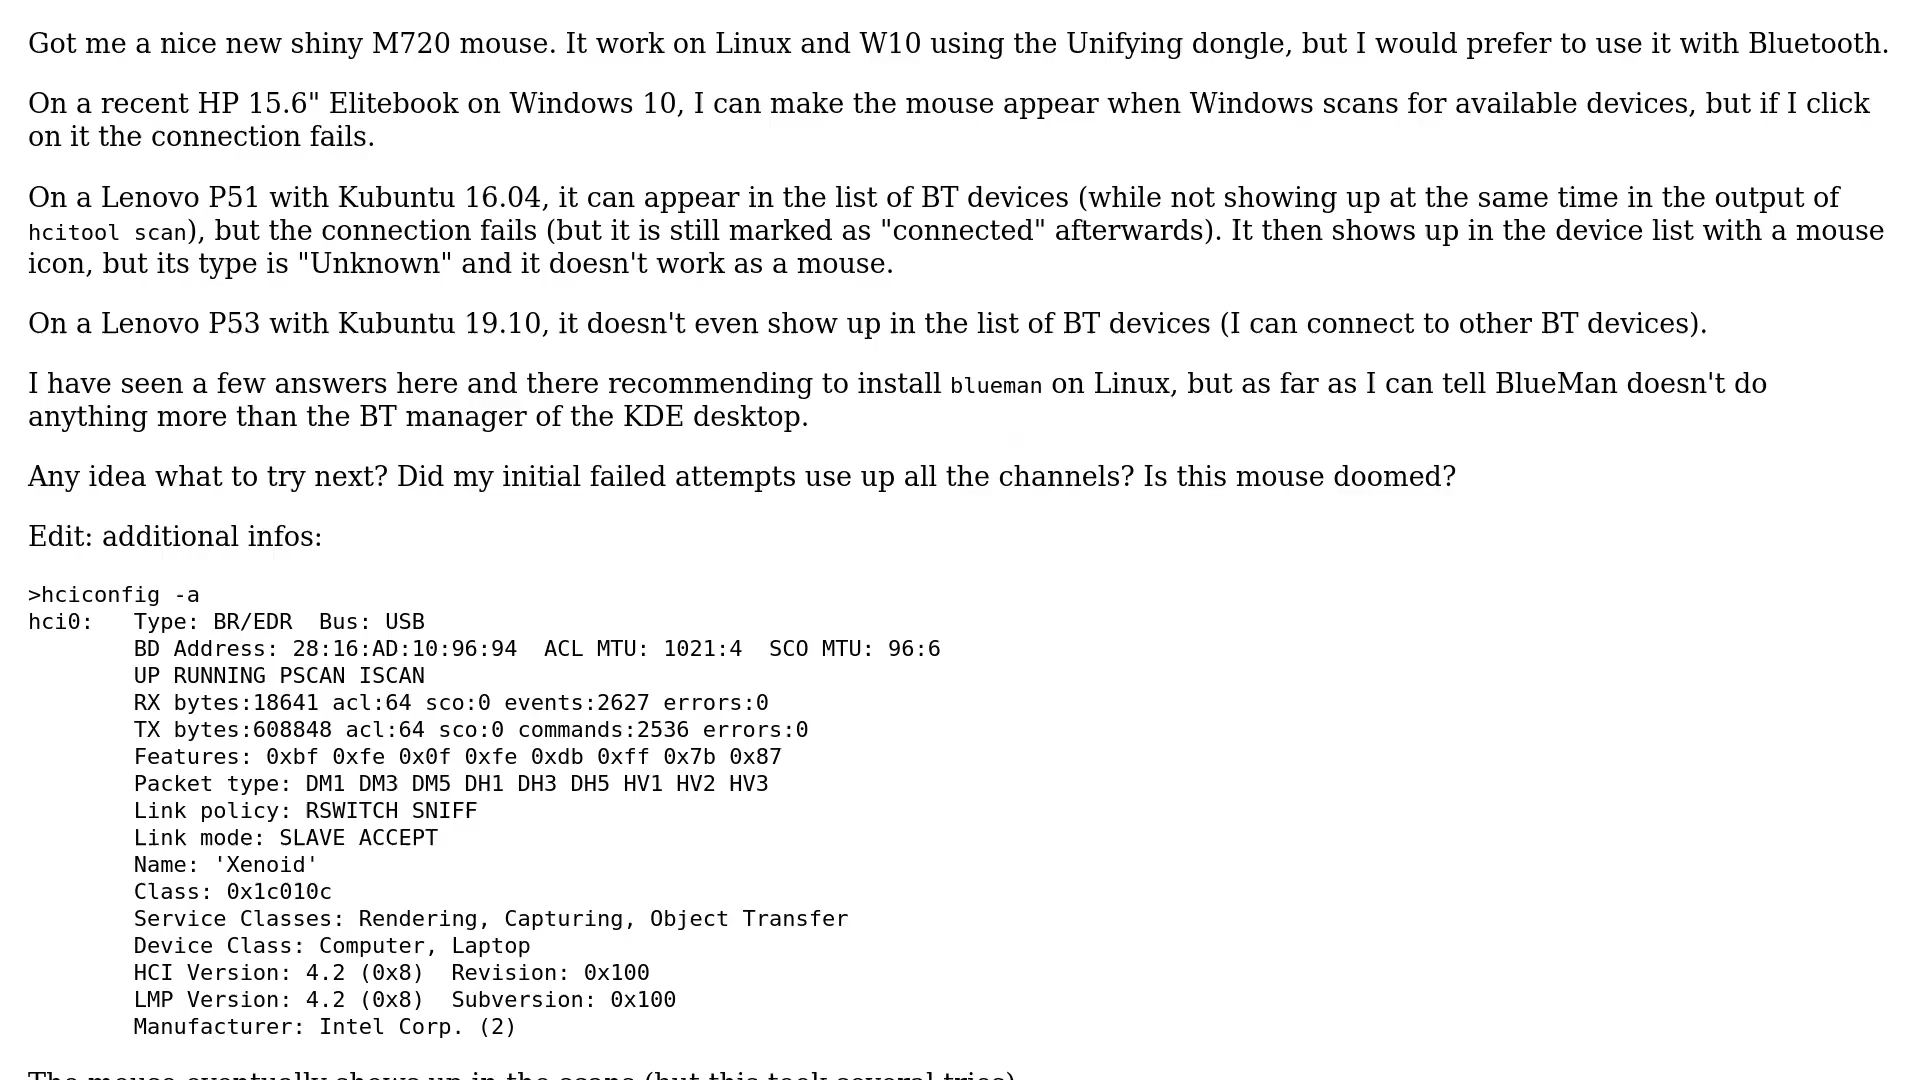 Got me a nice new shiny M720 mouse. It work on Linux and W10 using the Unifying dongle, but I would prefer to use it with Bluetooth.
On a recent HP 15.6" Elitebook on Windows 10, I can make the mouse appear when Windows scans for available devices, but if I click
on it the connection fails.
On a Lenovo P51 with Kubuntu 16.04, it can appear in the list of BT devices (while not showing up at the same time in the output of
hcitool scan), but the connection fails (but it is still marked as "connected" afterwards). It then shows up in the device list with a mouse
icon, but its type is "Unknown" and it doesn't work as a mouse.
On a Lenovo P53 with Kubuntu 19.10, it doesn't even show up in the list of BT devices (I can connect to other BT devices).
I have seen a few answers here and there recommending to install blueman on Linux, but as far as I can tell BlueMan doesn't do
anything more than the BT manager of the KDE desktop.
Any idea what to try next? Did my initial failed attempts use up all the channels? Is this mouse doomed?
Edit: additional infos:
>hciconfig -a
hci0:   Type: BR/EDR  Bus: USB
        BD Address: 28:16:AD:10:96:94  ACL MTU: 1021:4  SCO MTU: 96:6
        UP RUNNING PSCAN ISCAN
        RX bytes:18641 acl:64 sco:0 events:2627 errors:0
        TX bytes:608848 acl:64 sco:0 commands:2536 errors:0
        Features: 0xbf 0xfe 0x0f 0xfe 0xdb 0xff 0x7b 0x87
        Packet type: DM1 DM3 DM5 DH1 DH3 DH5 HV1 HV2 HV3
        Link policy: RSWITCH SNIFF
        Link mode: SLAVE ACCEPT
        Name: 'Xenoid'
        Class: 0x1c010c
        Service Classes: Rendering, Capturing, Object Transfer
        Device Class: Computer, Laptop
        HCI Version: 4.2 (0x8)  Revision: 0x100
        LMP Version: 4.2 (0x8)  Subversion: 0x100
        Manufacturer: Intel Corp. (2)
The mouse eventually shows up in the scans (but this took several tries)